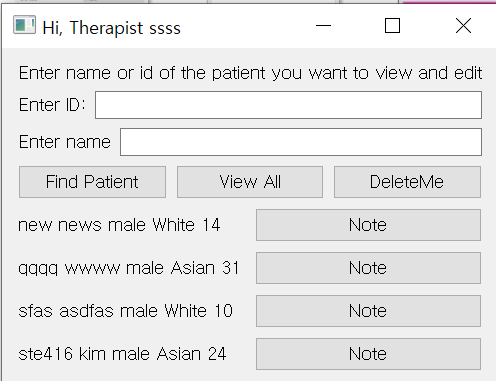 Hi, Therapist ssss
Enter name or id of the patient you want to view and edit
Enter ID:
Enter name
Find Patient View All DeleteMe
new news male White 14 Note
qqqq wwww male Asian 31 Note
sfas asdfas male White 10 Note
ste416 kim male Asian 24 Note